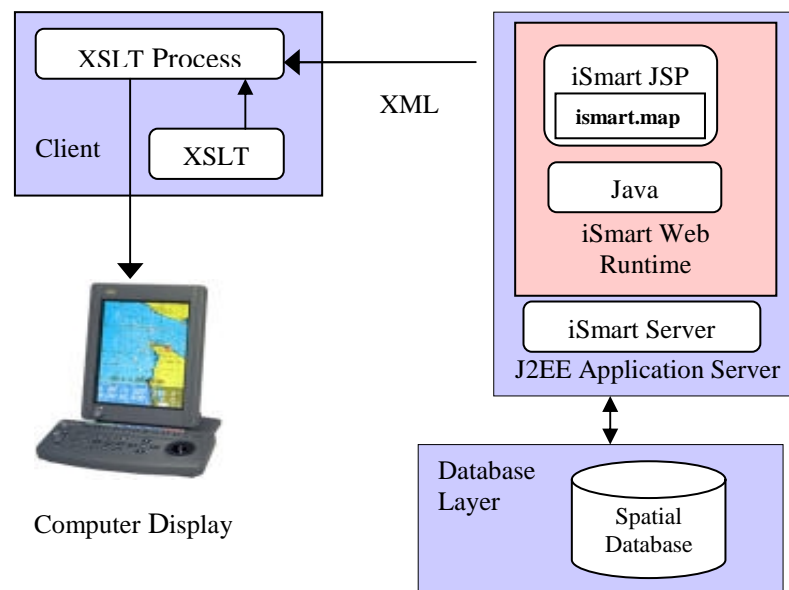 XSLT Process
Client
XSLT
XML
iSmart JSP
ismart.map
Java
iSmart Web
Runtime
iSmart Server
J2EE Application Server
Computer Display
Database
Layer
Spatial
Database